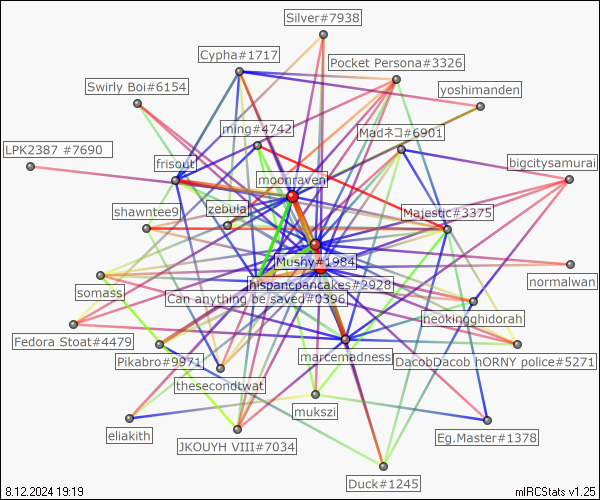 Silver#7938
Cypha#1717
Pocket Persona#3326
Swirly Boi#6154
yoshimanden
ming#4742
Madネコ#6901
LPK2387 #7690
frisout
bigcitysamurai
moonraven
shawntee9
zebula
Majestic#3375
Mushy#1984
normalwan
somass
hispancpancakes#2928
Can anything be saved#0396
neokingghidorah
Fedora Stoat#4479
marcemadness
Pikabro#9971
DacobDacob hORNY police#5271
thesecondtwat
mukszi
eliakith
JKOUYH VIII#7034
Eg.Master#1378
Duck#1245
8.12.2024 19:19
mIRCStats v1.25